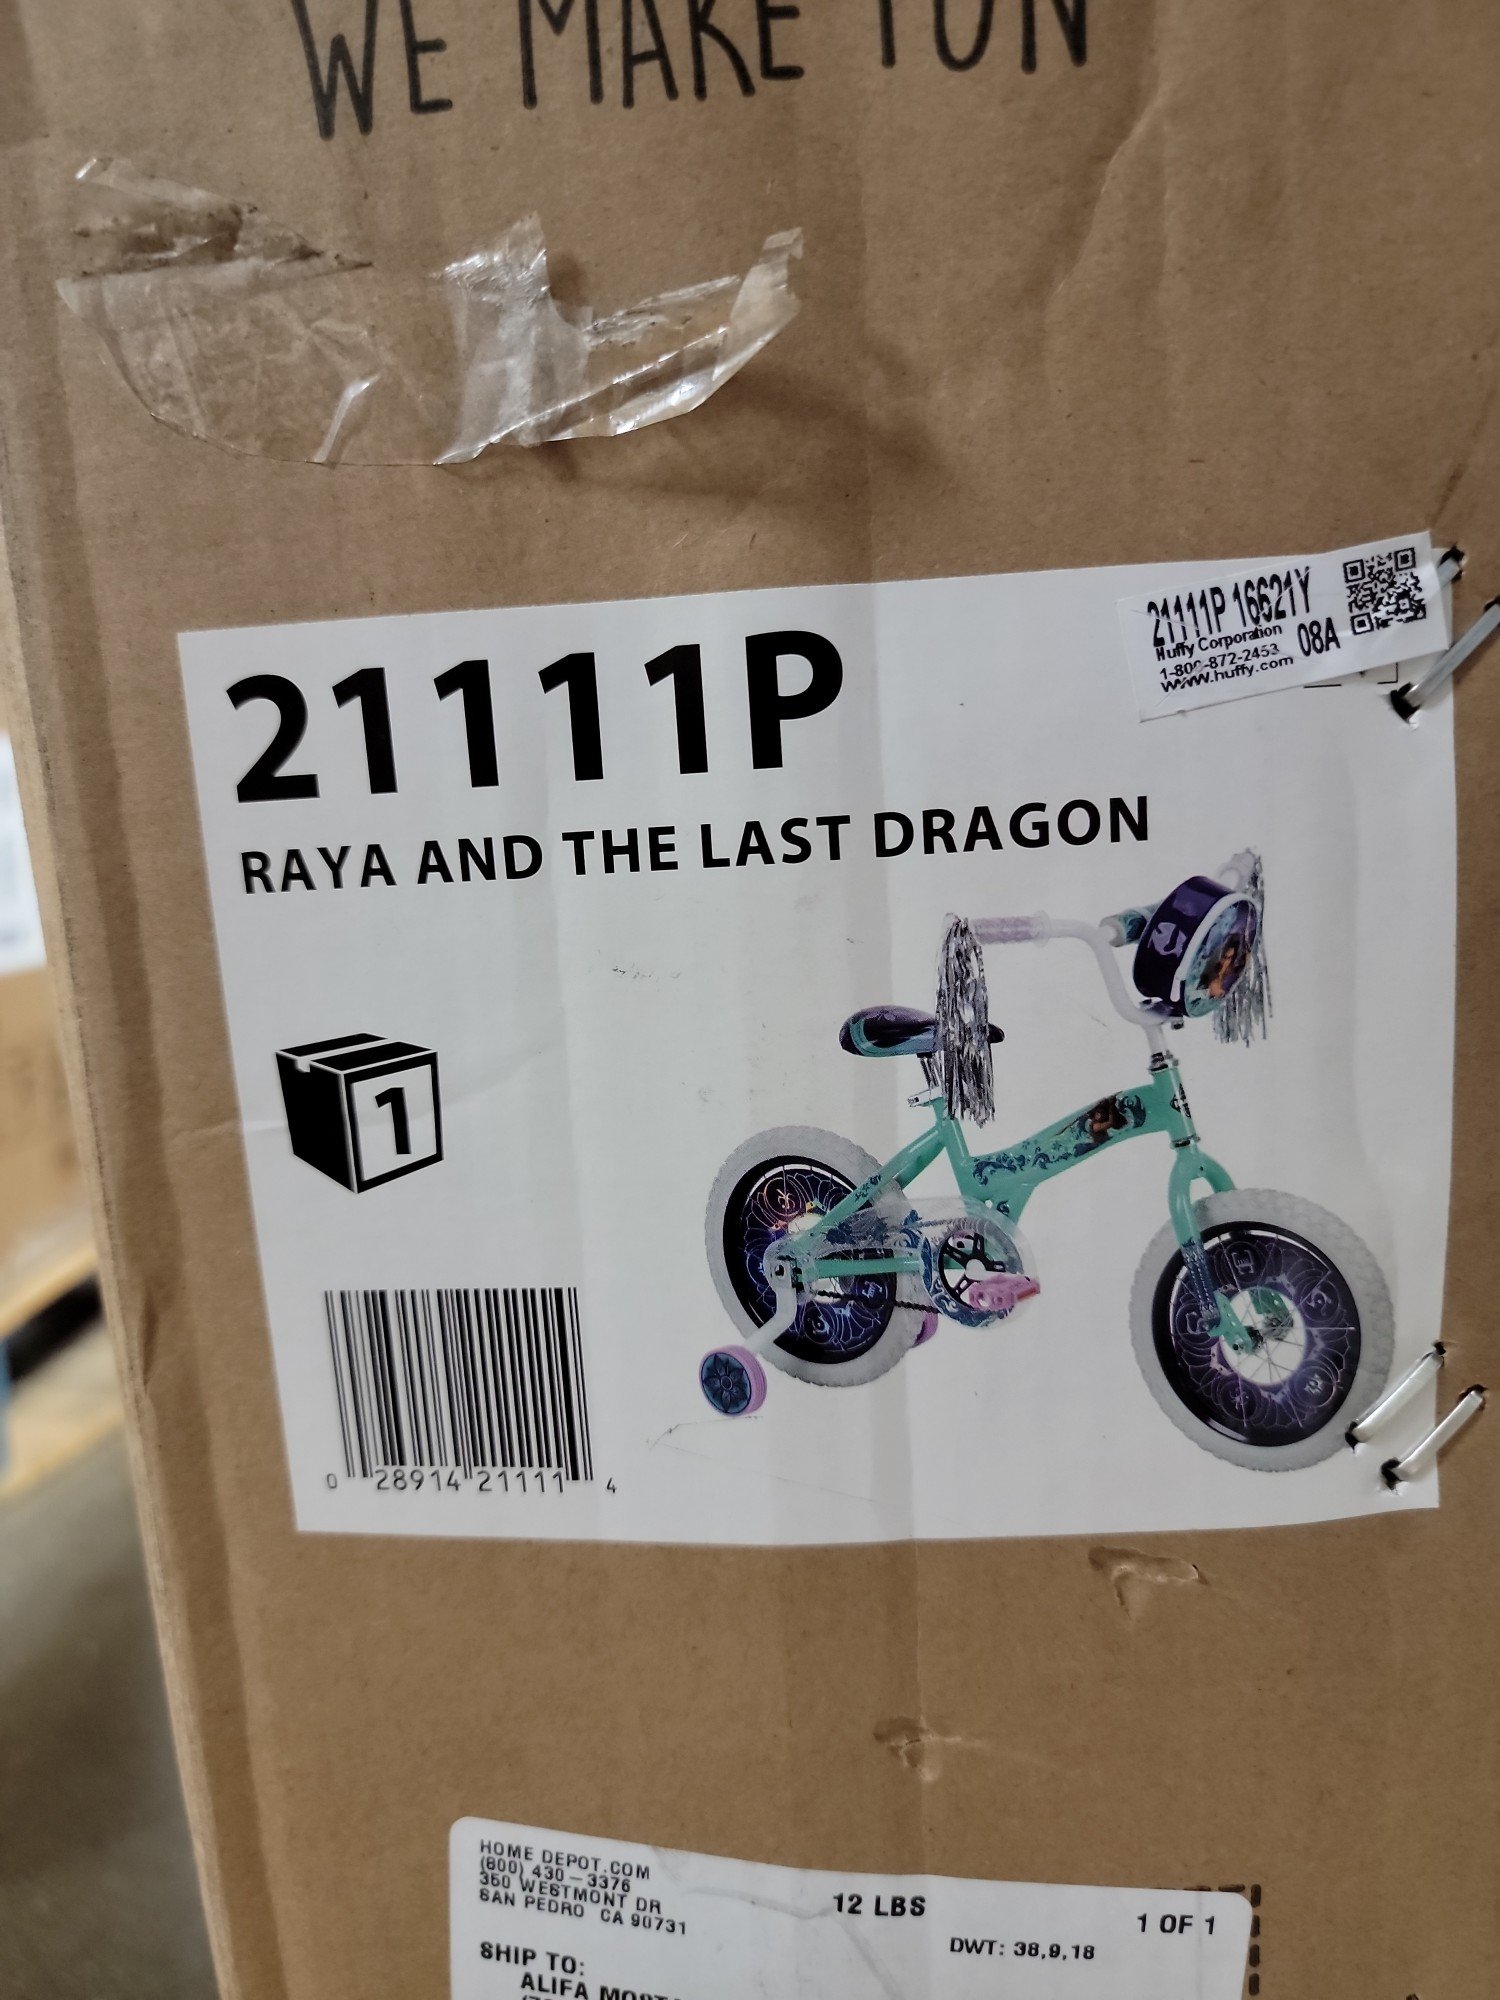 WE MAKE FUN
21111P 16621Y
Huffy Corporation 08A
1-800-872-2453
www.huffy.com
21111P
RAYA AND THE LAST DRAGON
1
0 28914 21111 4
HOME DEPOT.COM
(800) 430-3376
350 WESTMONT DR
SAN PEDRO CA 90731
12 LBS
1 OF 1
DWT: 38,9,18
SHIP TO:
ALIFA